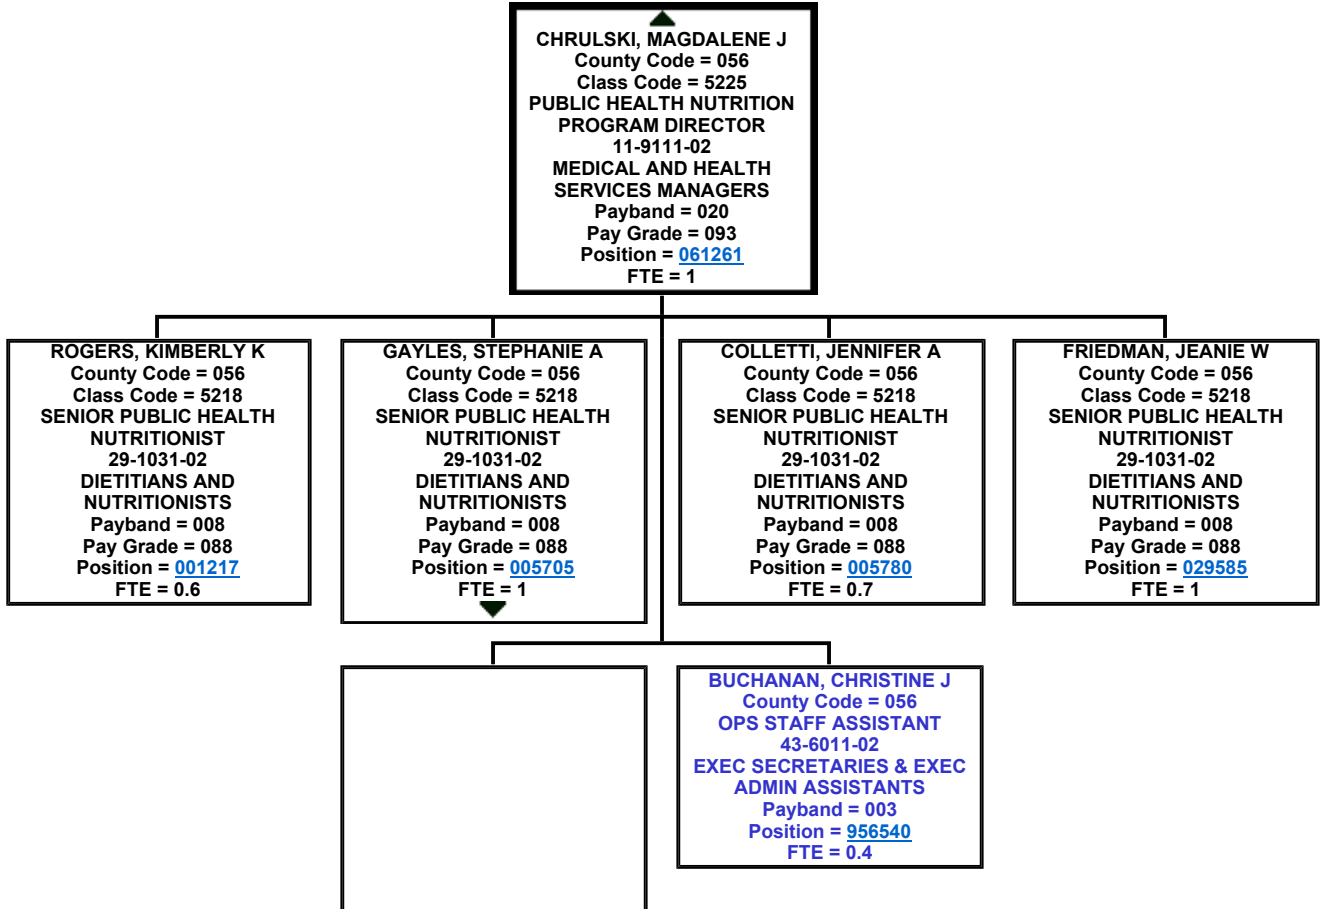 CHRULSKI, MAGDALENE J
County Code = 056
Class Code = 5225
PUBLIC HEALTH NUTRITION
PROGRAM DIRECTOR
11-9111-02
MEDICAL AND HEALTH
SERVICES MANAGERS
Payband = 020
Pay Grade = 093
Position = 061261
FTE = 1
ROGERS, KIMBERLY K
County Code = 056
Class Code = 5218
SENIOR PUBLIC HEALTH
NUTRITIONIST
29-1031-02
DIETITIANS AND
NUTRITIONISTS
Payband = 008
Pay Grade = 088
Position = 001217
FTE = 0.6
GAYLES, STEPHANIE A
County Code = 056
Class Code = 5218
SENIOR PUBLIC HEALTH
NUTRITIONIST
29-1031-02
DIETITIANS AND
NUTRITIONISTS
Payband = 008
Pay Grade = 088
Position = 005705
FTE = 1
COLLETTI, JENNIFER A
County Code = 056
Class Code = 5218
SENIOR PUBLIC HEALTH
NUTRITIONIST
29-1031-02
DIETITIANS AND
NUTRITIONISTS
Payband = 008
Pay Grade = 088
Position = 005780
FTE = 0.7
FRIEDMAN, JEANIE W
County Code = 056
Class Code = 5218
SENIOR PUBLIC HEALTH
NUTRITIONIST
29-1031-02
DIETITIANS AND
NUTRITIONISTS
Payband = 008
Pay Grade = 088
Position = 029585
FTE = 1
BUCHANAN, CHRISTINE J
County Code = 056
OPS STAFF ASSISTANT
43-6011-02
EXEC SECRETARIES & EXEC
ADMIN ASSISTANTS
Payband = 003
Position = 956540
FTE = 0.4